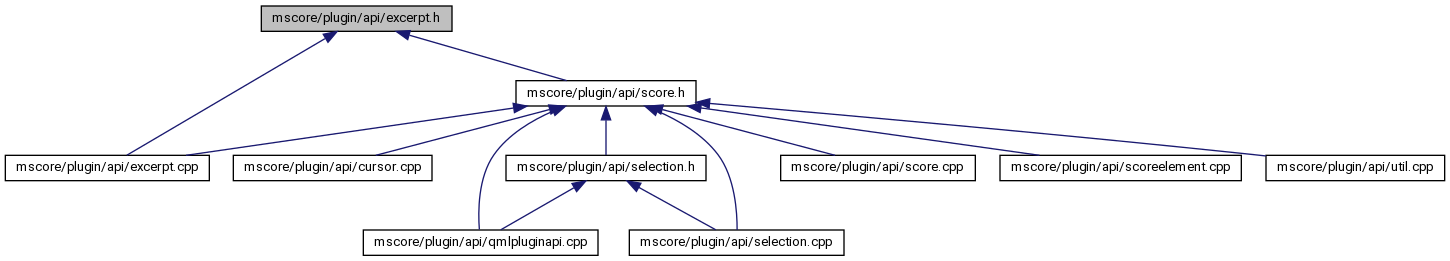 mscore/plugin/api/excerpt.h
mscore/plugin/api/score.h
mscore/plugin/api/excerpt.cpp
mscore/plugin/api/cursor.cpp
mscore/plugin/api/selection.h
mscore/plugin/api/score.cpp
mscore/plugin/api/scoreelement.cpp
mscore/plugin/api/util.cpp
mscore/plugin/api/qmlpluginapi.cpp
mscore/plugin/api/selection.cpp